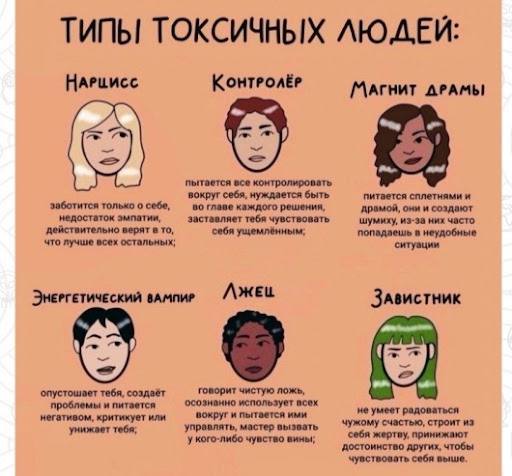 ТИПЫ ТОКСИЧНЫХ ЛЮДЕЙ:
НАРЦИСС
заботится только о себе,
недостаток эмпатии,
действительно верят в то,
что лучше всех остальных;
КОНТРОЛЁР
пытается все контролировать
вокруг себя, нуждается быть
во главе каждого решения,
заставляет тебя чувствовать
себя ущемлённым;
МАГНИТ ДРАМЫ
питается сплетнями и
драмой, они и создают
шумиху, из-за них часто
попадаешь в неудобные
ситуации
ЭНЕРГЕТИЧЕСКИЙ ВАМПИР
опустошает тебя, создаёт
проблемы и питается
негативом, критикует или
унижает тебя;
ЛЖЕЦ
говорит чистую ложь,
осознанно использует всех
вокруг и пытается ими
управлять, мастер вызвать
у кого-либо чувство вины;
ЗАВИСТНИК
не умеет радоваться
чужому счастью, строит из
себя жертву, принижают
достоинство других, чтобы
чувствовать себя выше.